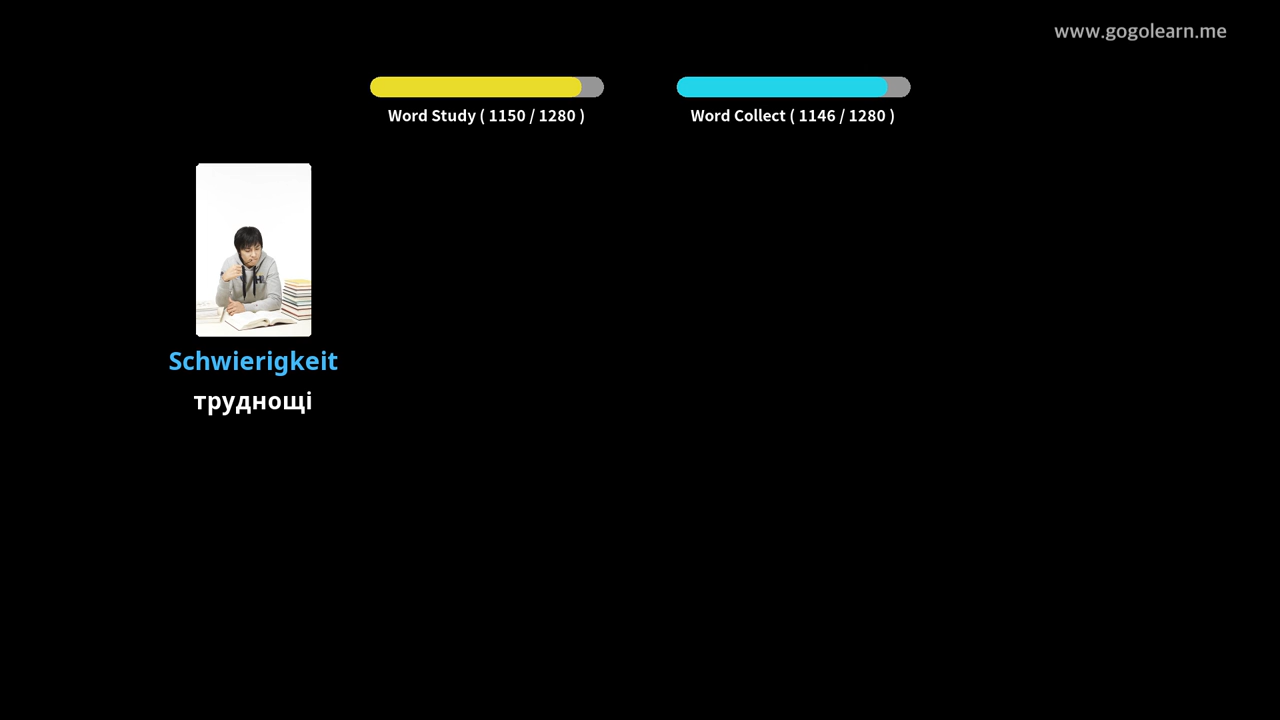 www.gogolearn.me
Word Study ( 1150 / 1280 )
Word Collect ( 1146 / 1280 )
Schwierigkeit
труднощі